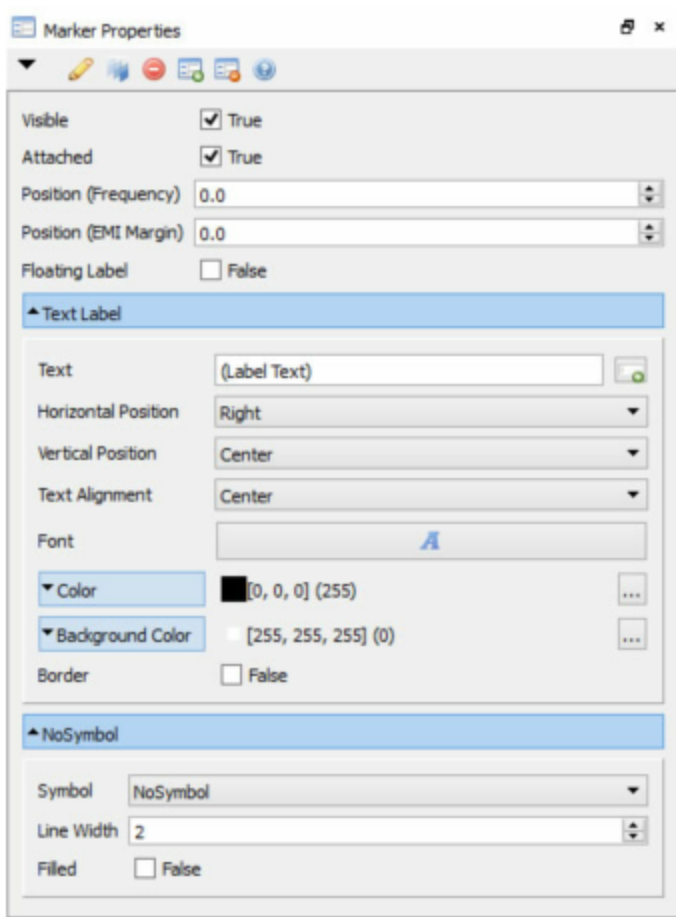 Marker Properties
Visible True
Attached True
Position (Frequency) 0.0
Position (EMI Margin) 0.0
Floating Label False
Text Label
Text (Label Text)
Horizontal Position Right
Vertical Position Center
Text Alignment Center
Font A
Color [0, 0, 0] (255) ...
Background Color [255, 255, 255] (0) ...
Border False
NoSymbol
Symbol NoSymbol
Line Width 2
Filled False